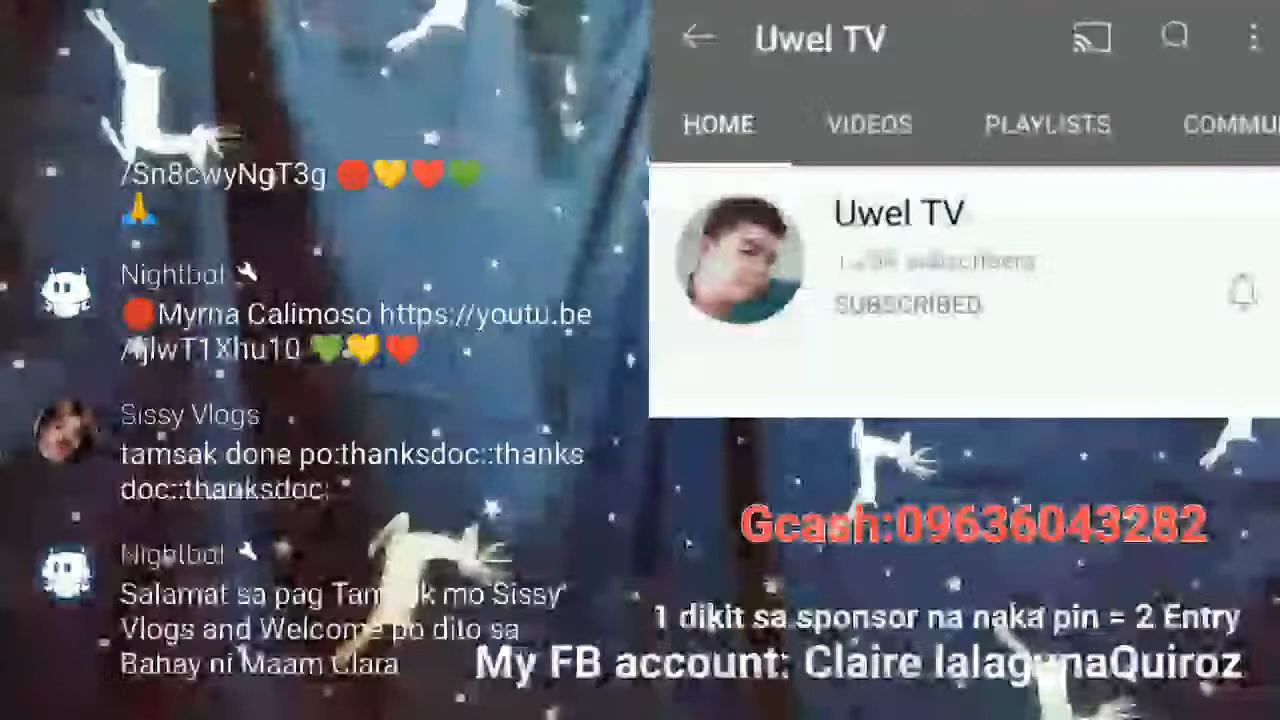 /Sn8cwyNgT3g 🔴💛❤️💚
🙏
Nightbot
🔴Myrna Calimoso https://youtu.be
Sissy Vlogs
tamsak done po:thanksdoc::thanks
doc::thanksdoc:
Nightbot
Salamat sa pag mo Sissy
Vlogs and Welcome po dito sa
Bahay ni Maam Clara
Uwel TV
HOME VIDEOS PLAYLISTS COMMU
Uwel TV
subscribers
SUBSCRIBED
Gcash:09636043282
1 dikit sa sponsor na naka pin = 2 Entry
My FB account: Claire lalagunaQuiroz